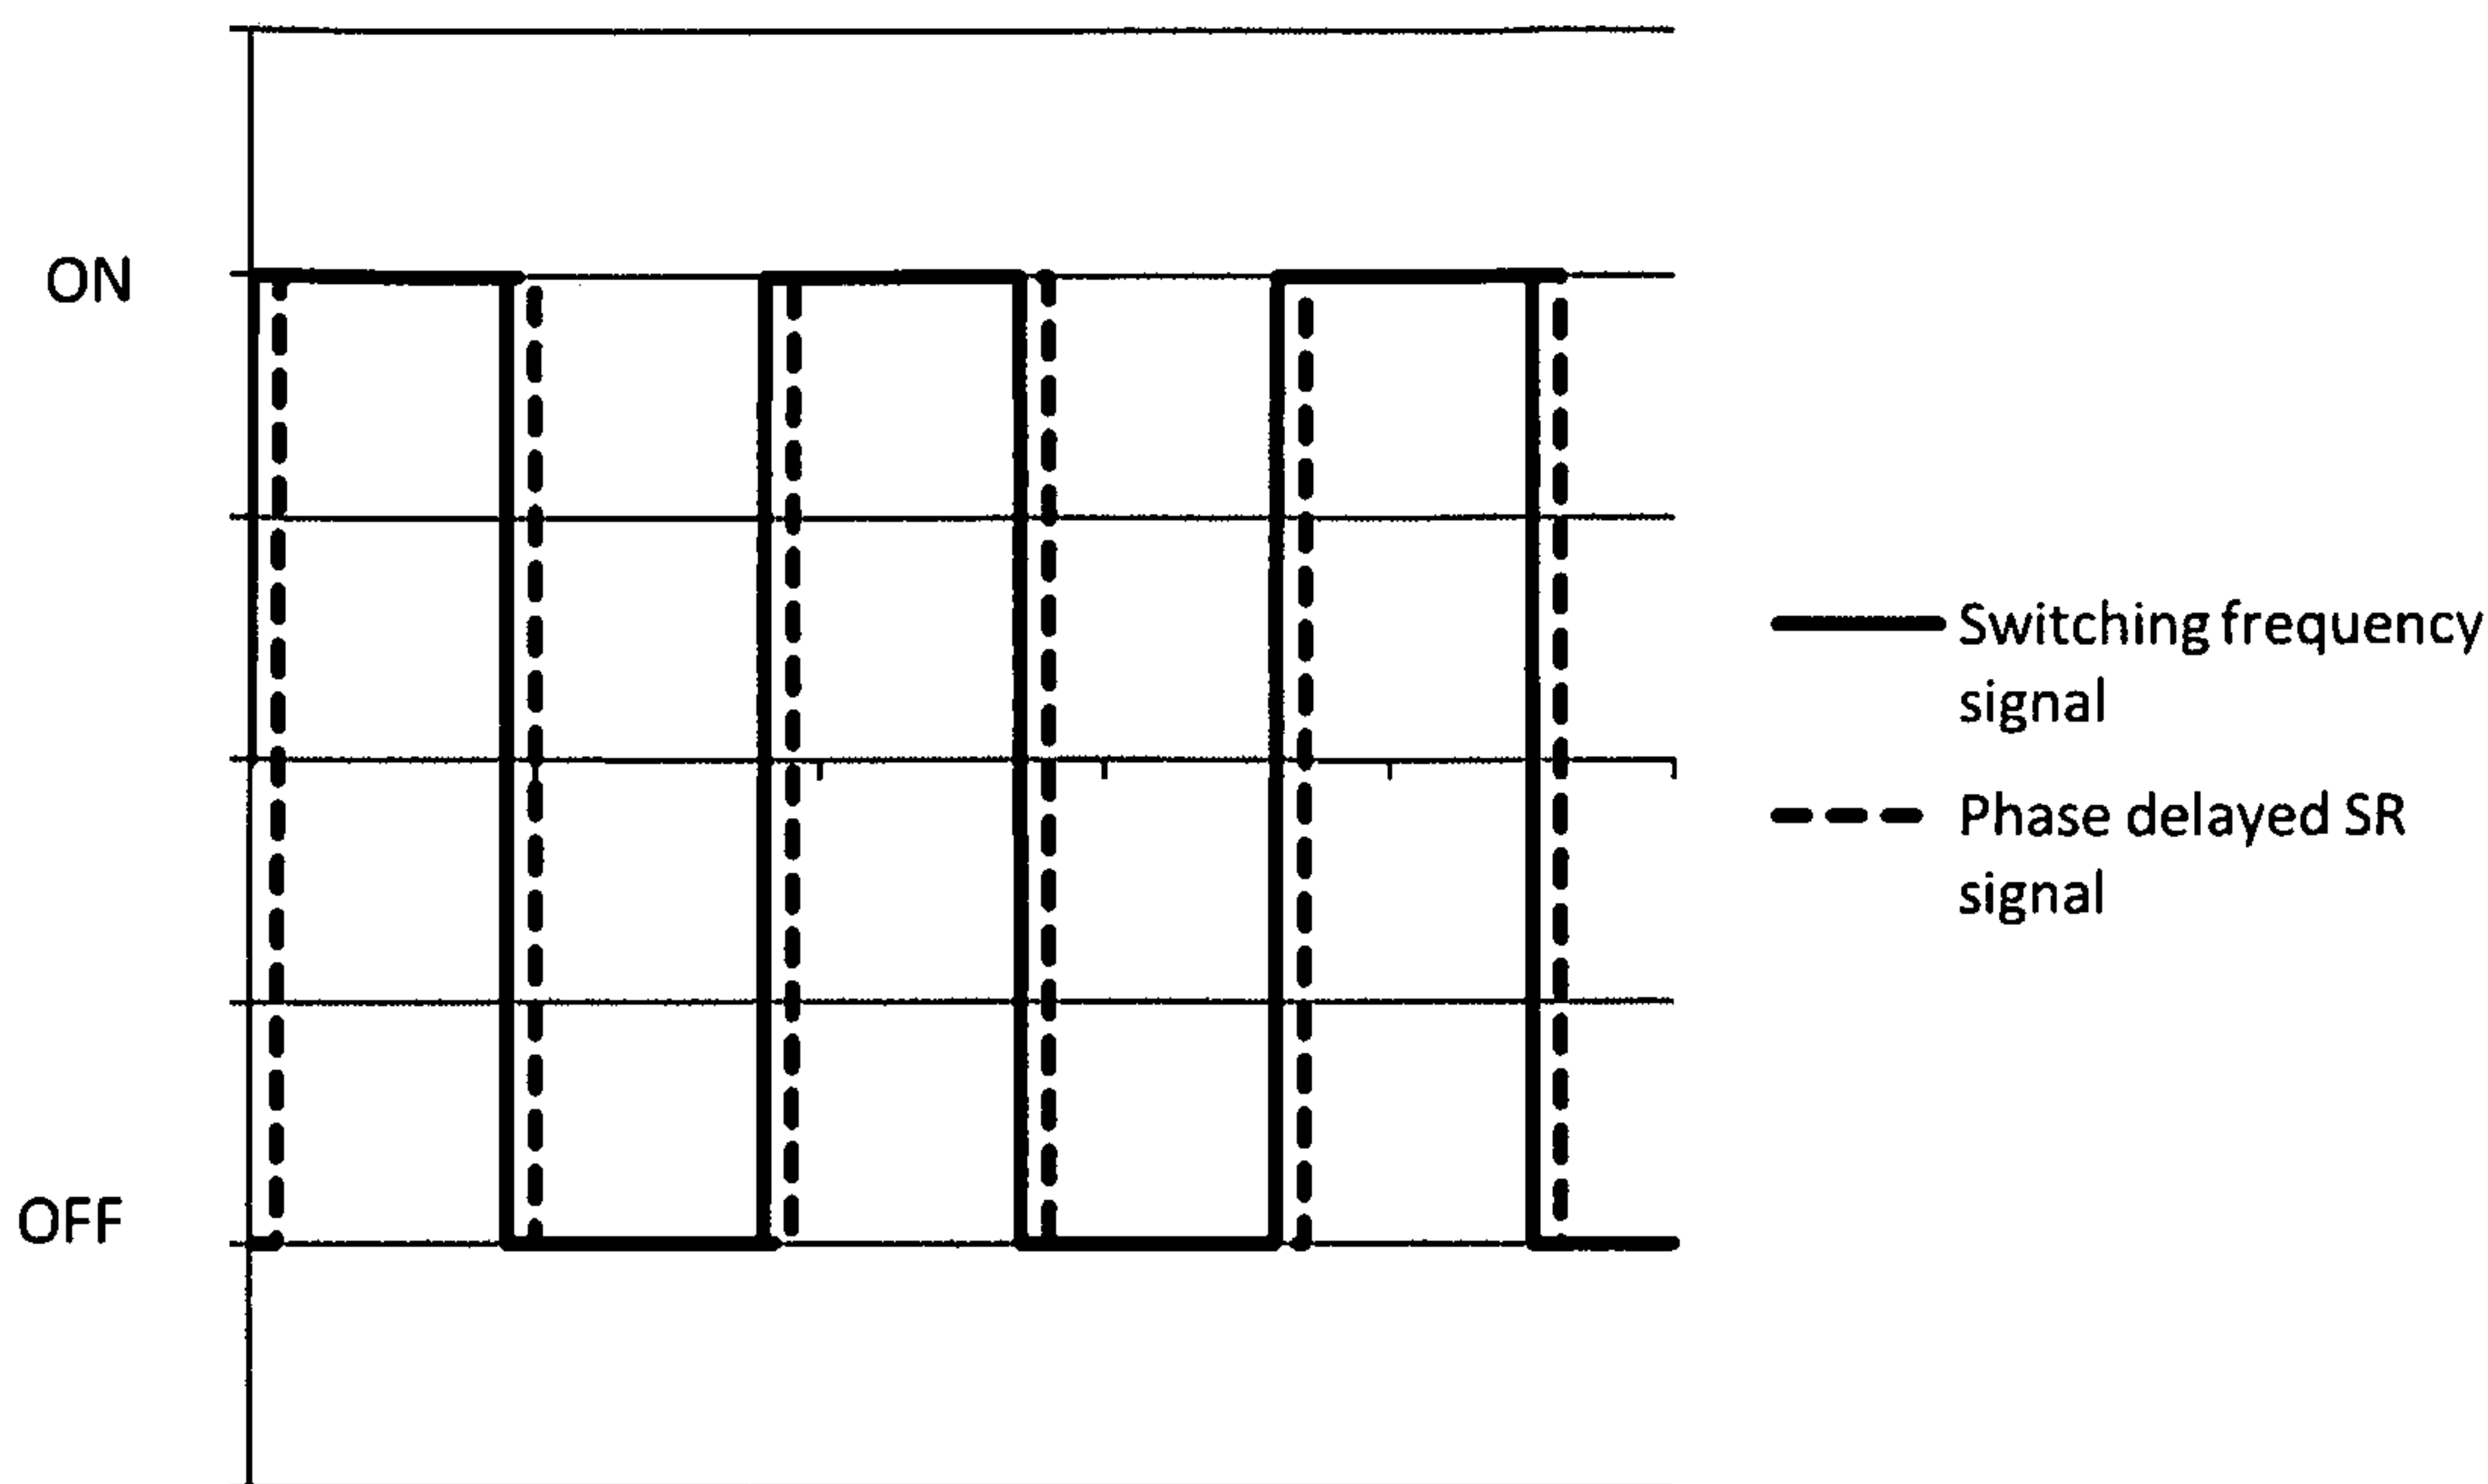 ON
OFF
Switching frequency
signal
Phase delayed SR
signal